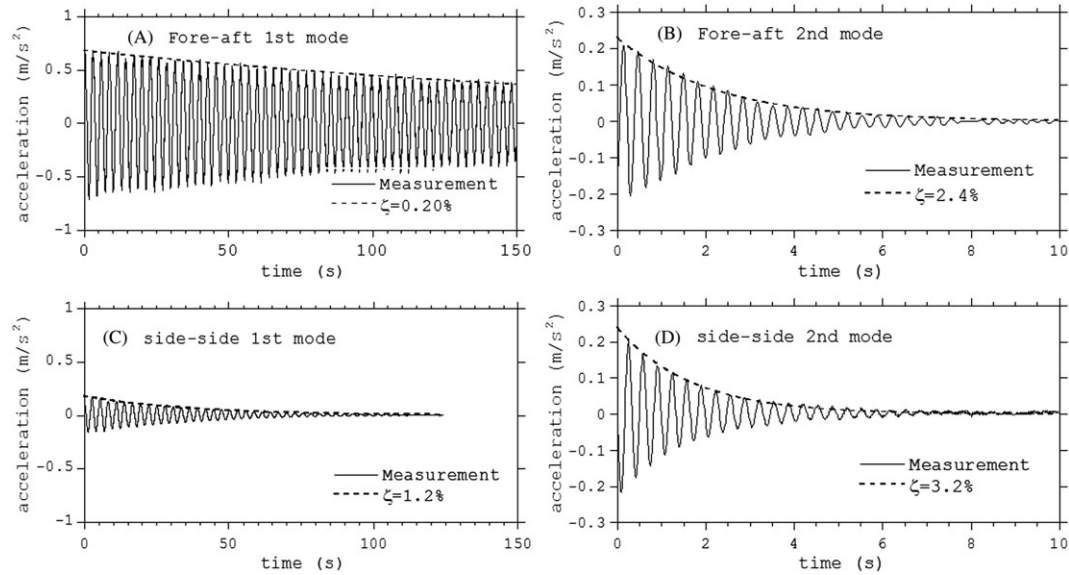 (A) Fore-aft 1st mode
acceleration (m/s²)
1
0.5
0
-0.5
-1
Measurement
ζ=0.20%
0 50 100 150
time (s)
(B) Fore-aft 2nd mode
acceleration (m/s²)
0.3
0.2
0.1
0
-0.1
-0.2
-0.3
Measurement
ζ=2.4%
0 2 4 6 8 10
time (s)
(C) side-side 1st mode
acceleration (m/s²)
1
0.5
0
-0.5
-1
Measurement
ζ=1.2%
0 50 100 150
time (s)
(D) side-side 2nd mode
acceleration (m/s²)
0.3
0.2
0.1
0
-0.1
-0.2
-0.3
Measurement
ζ=3.2%
0 2 4 6 8 10
time (s)